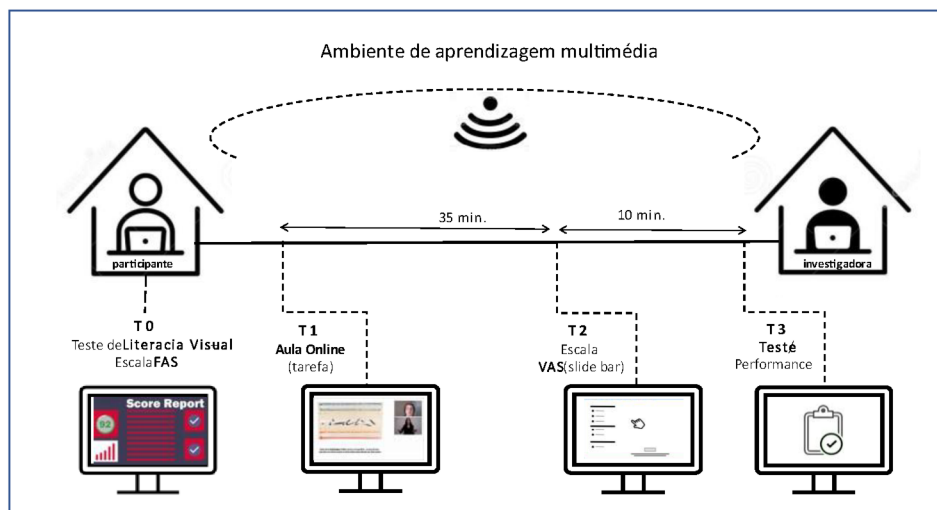 Ambiente de aprendizagem multimédia
35 min.
10 min.
participante
investigadora
T0
Teste deLiteracia Visual
EscalaFAS
T1
Aula Online
(tarefa)
T2
Escala
VAS(slide bar)
T3
Performance
Score Report
92